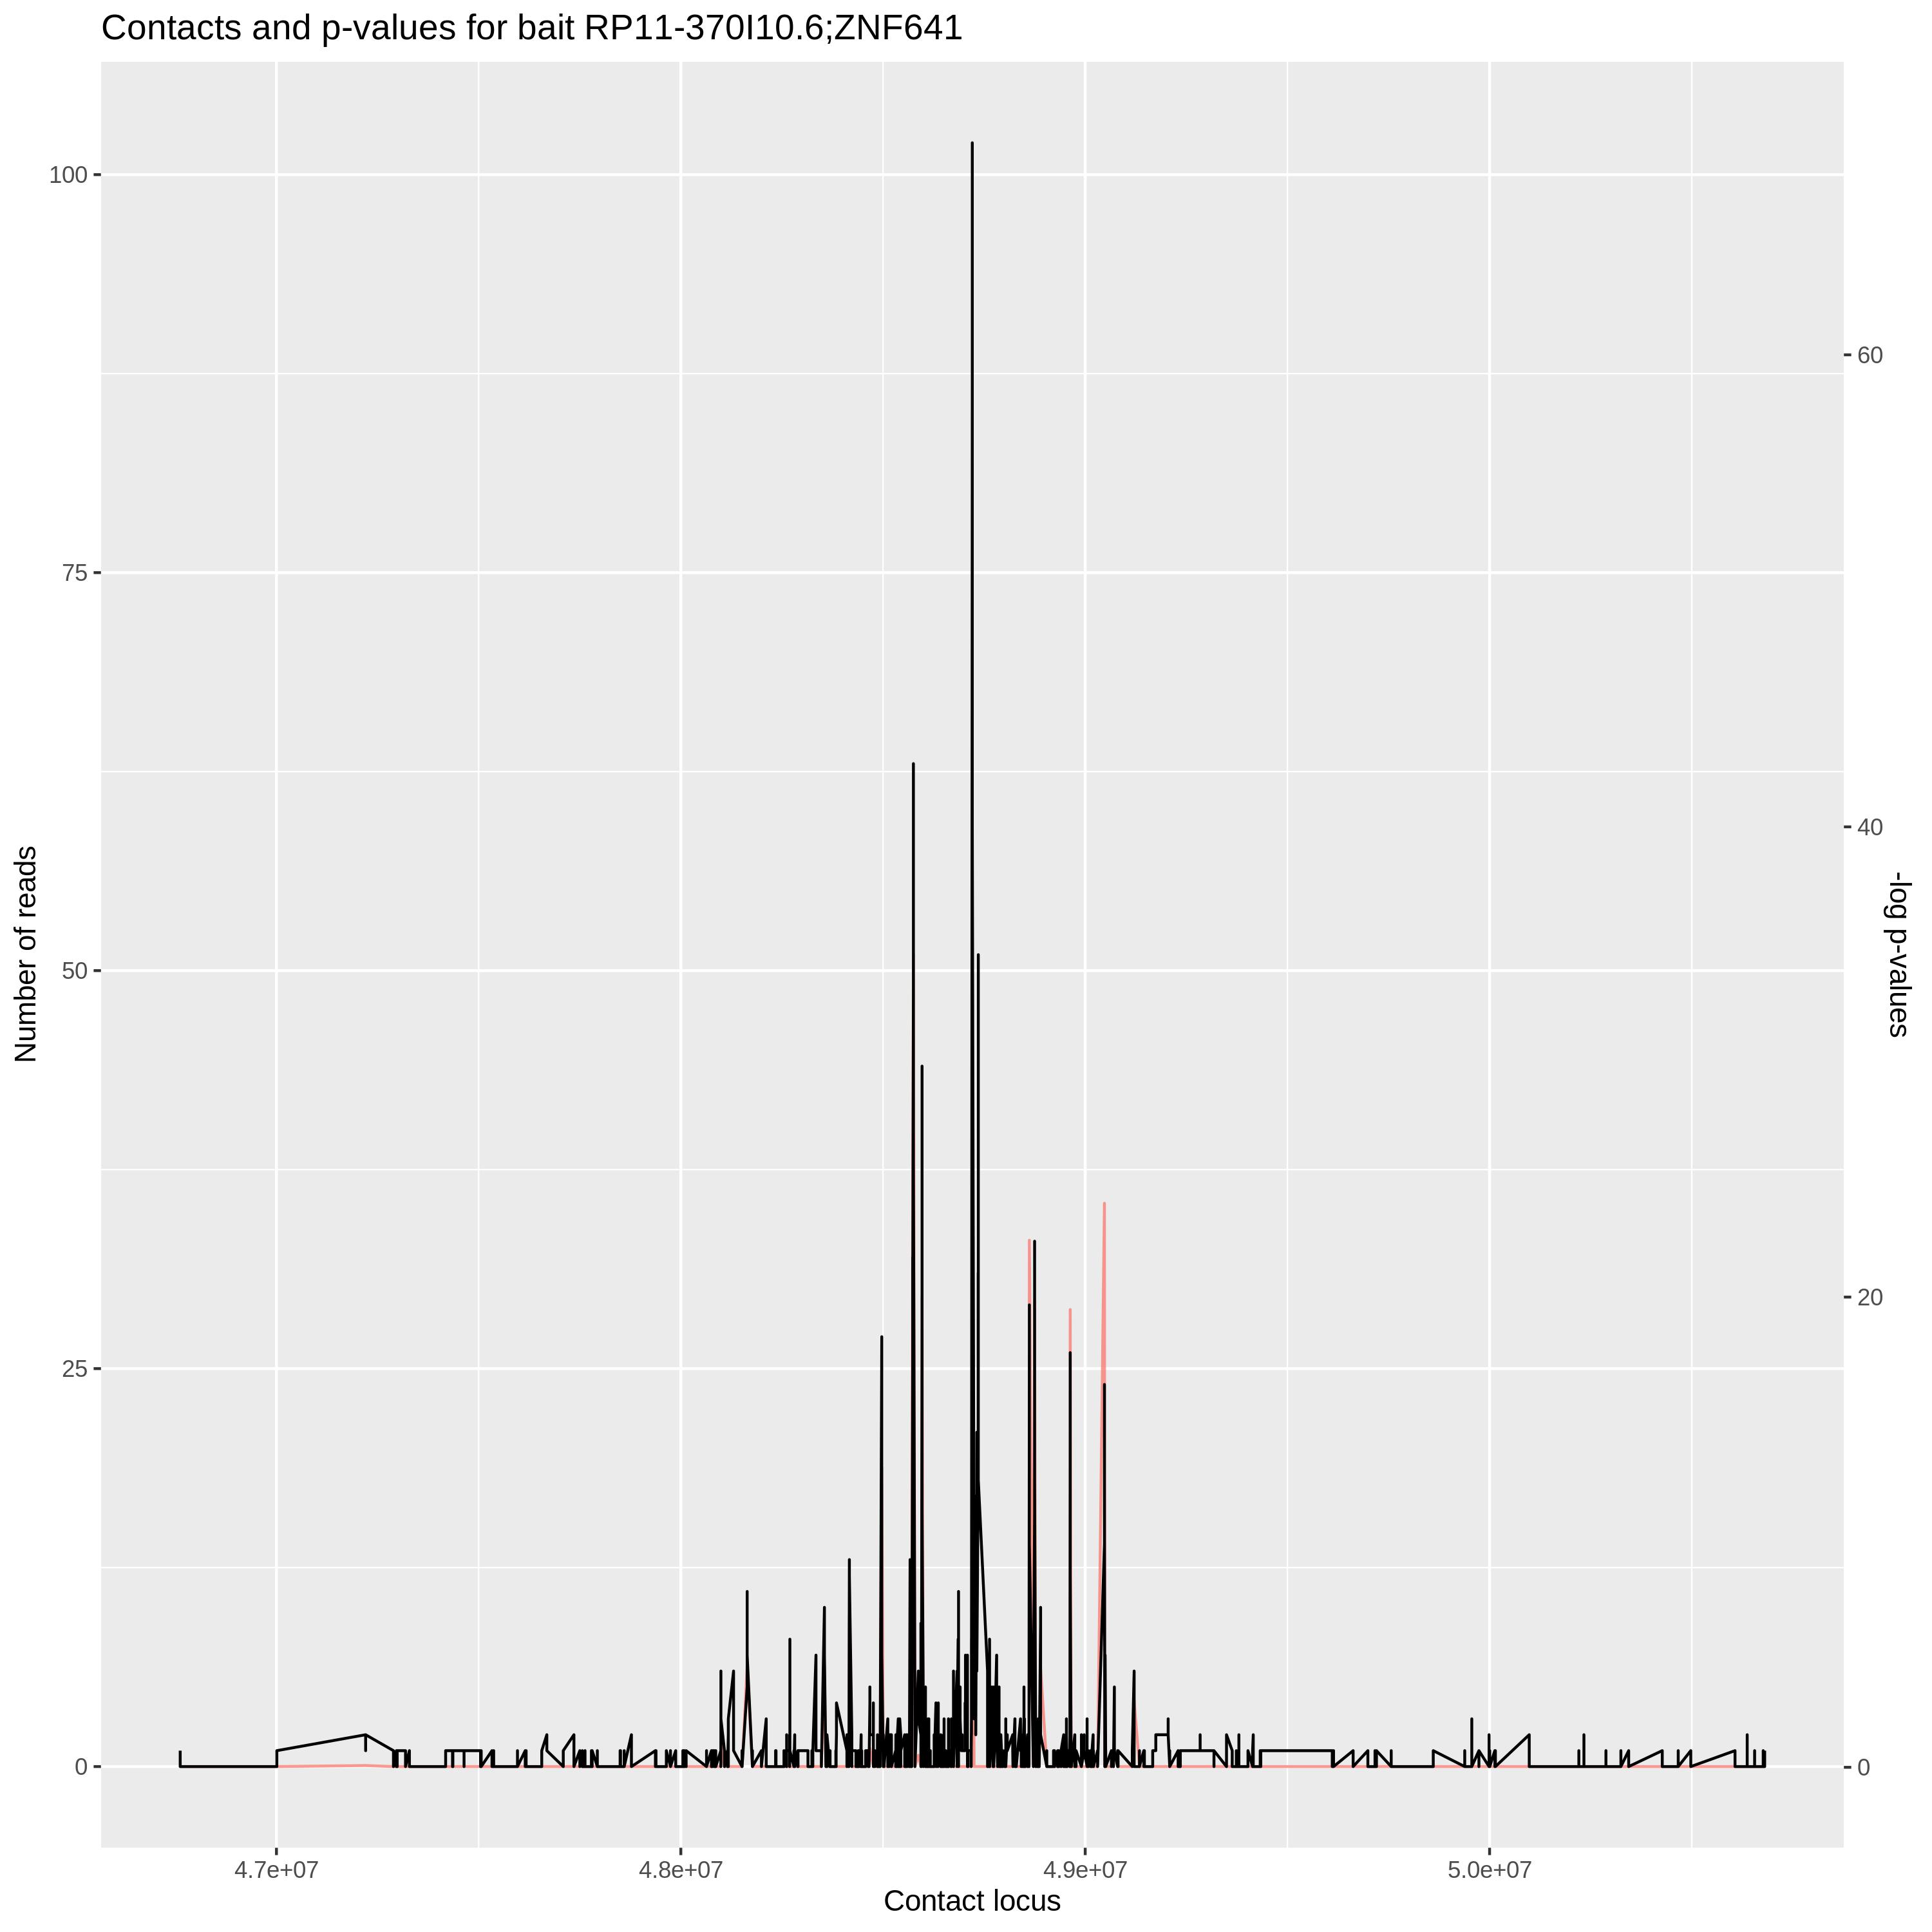 Contacts and p-values for bait RP11-370I10.6;ZNF641
100
75
50
25
0
Number of reads
60
40
20
0
-log p-values
4.7e+07
4.8e+07
4.9e+07
5.0e+07
Contact locus